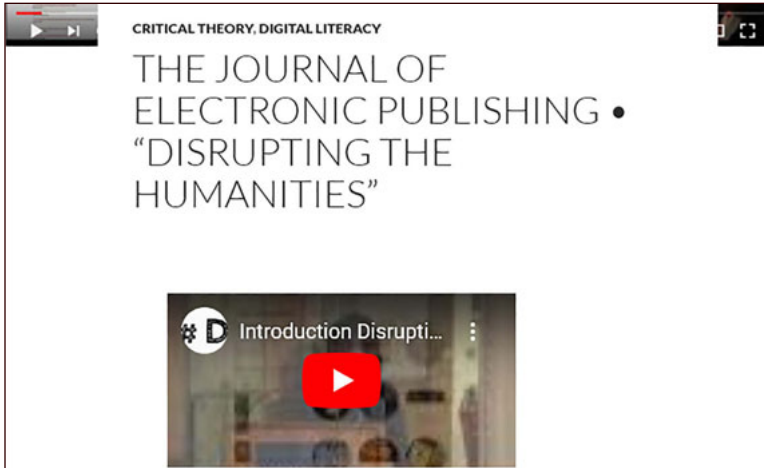 CRITICAL THEORY, DIGITAL LITERACY
THE JOURNAL OF
ELECTRONIC PUBLISHING •
“DISRUPTING THE
HUMANITIES”
# D Introduction Disrupti...